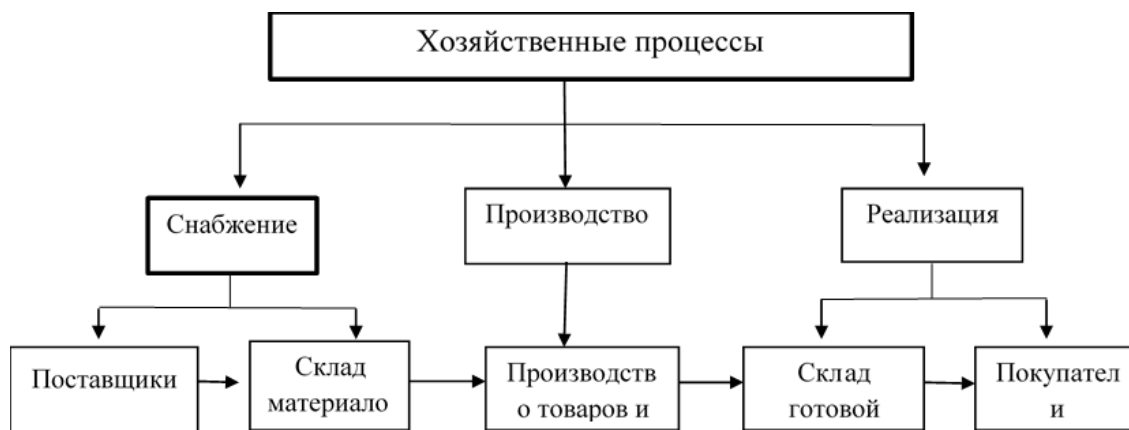 Хозяйственные процессы
Снабжение
Производство
Реализация
Поставщики
Склад
материало
Производств
о товаров и
Склад
готовой
Покупател
и